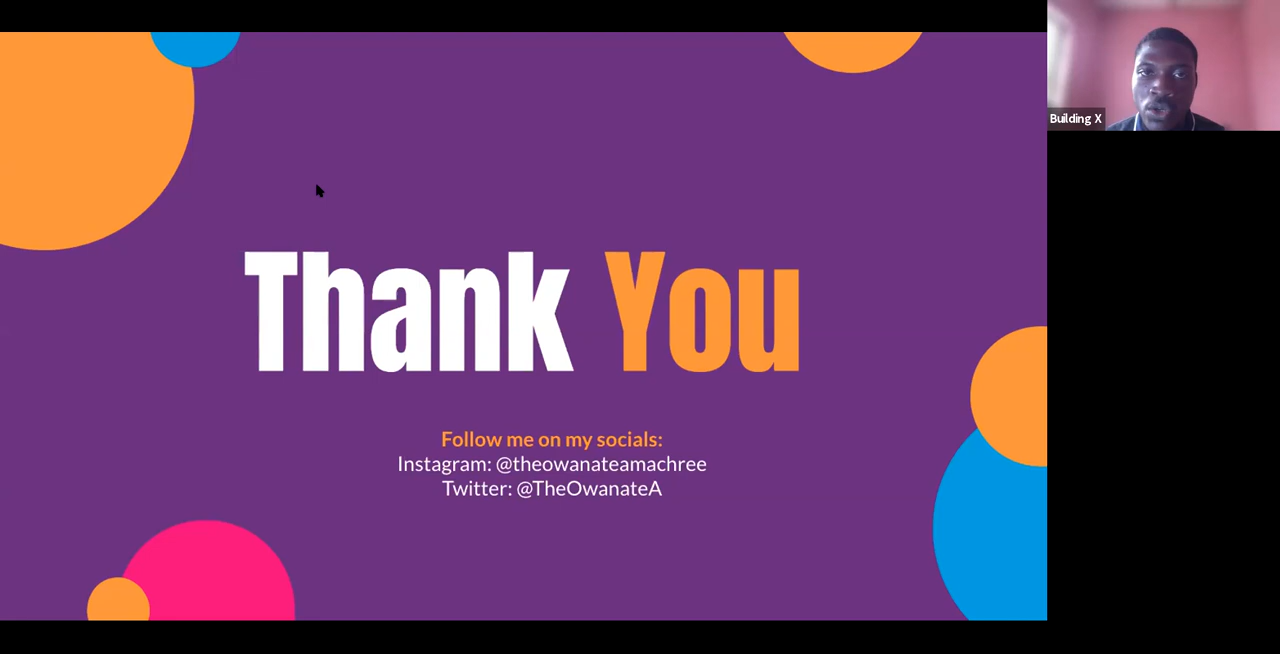 Thank You
Follow me on my socials:
Instagram: @theowanateamachree
Twitter: @TheOwanateA
Building X